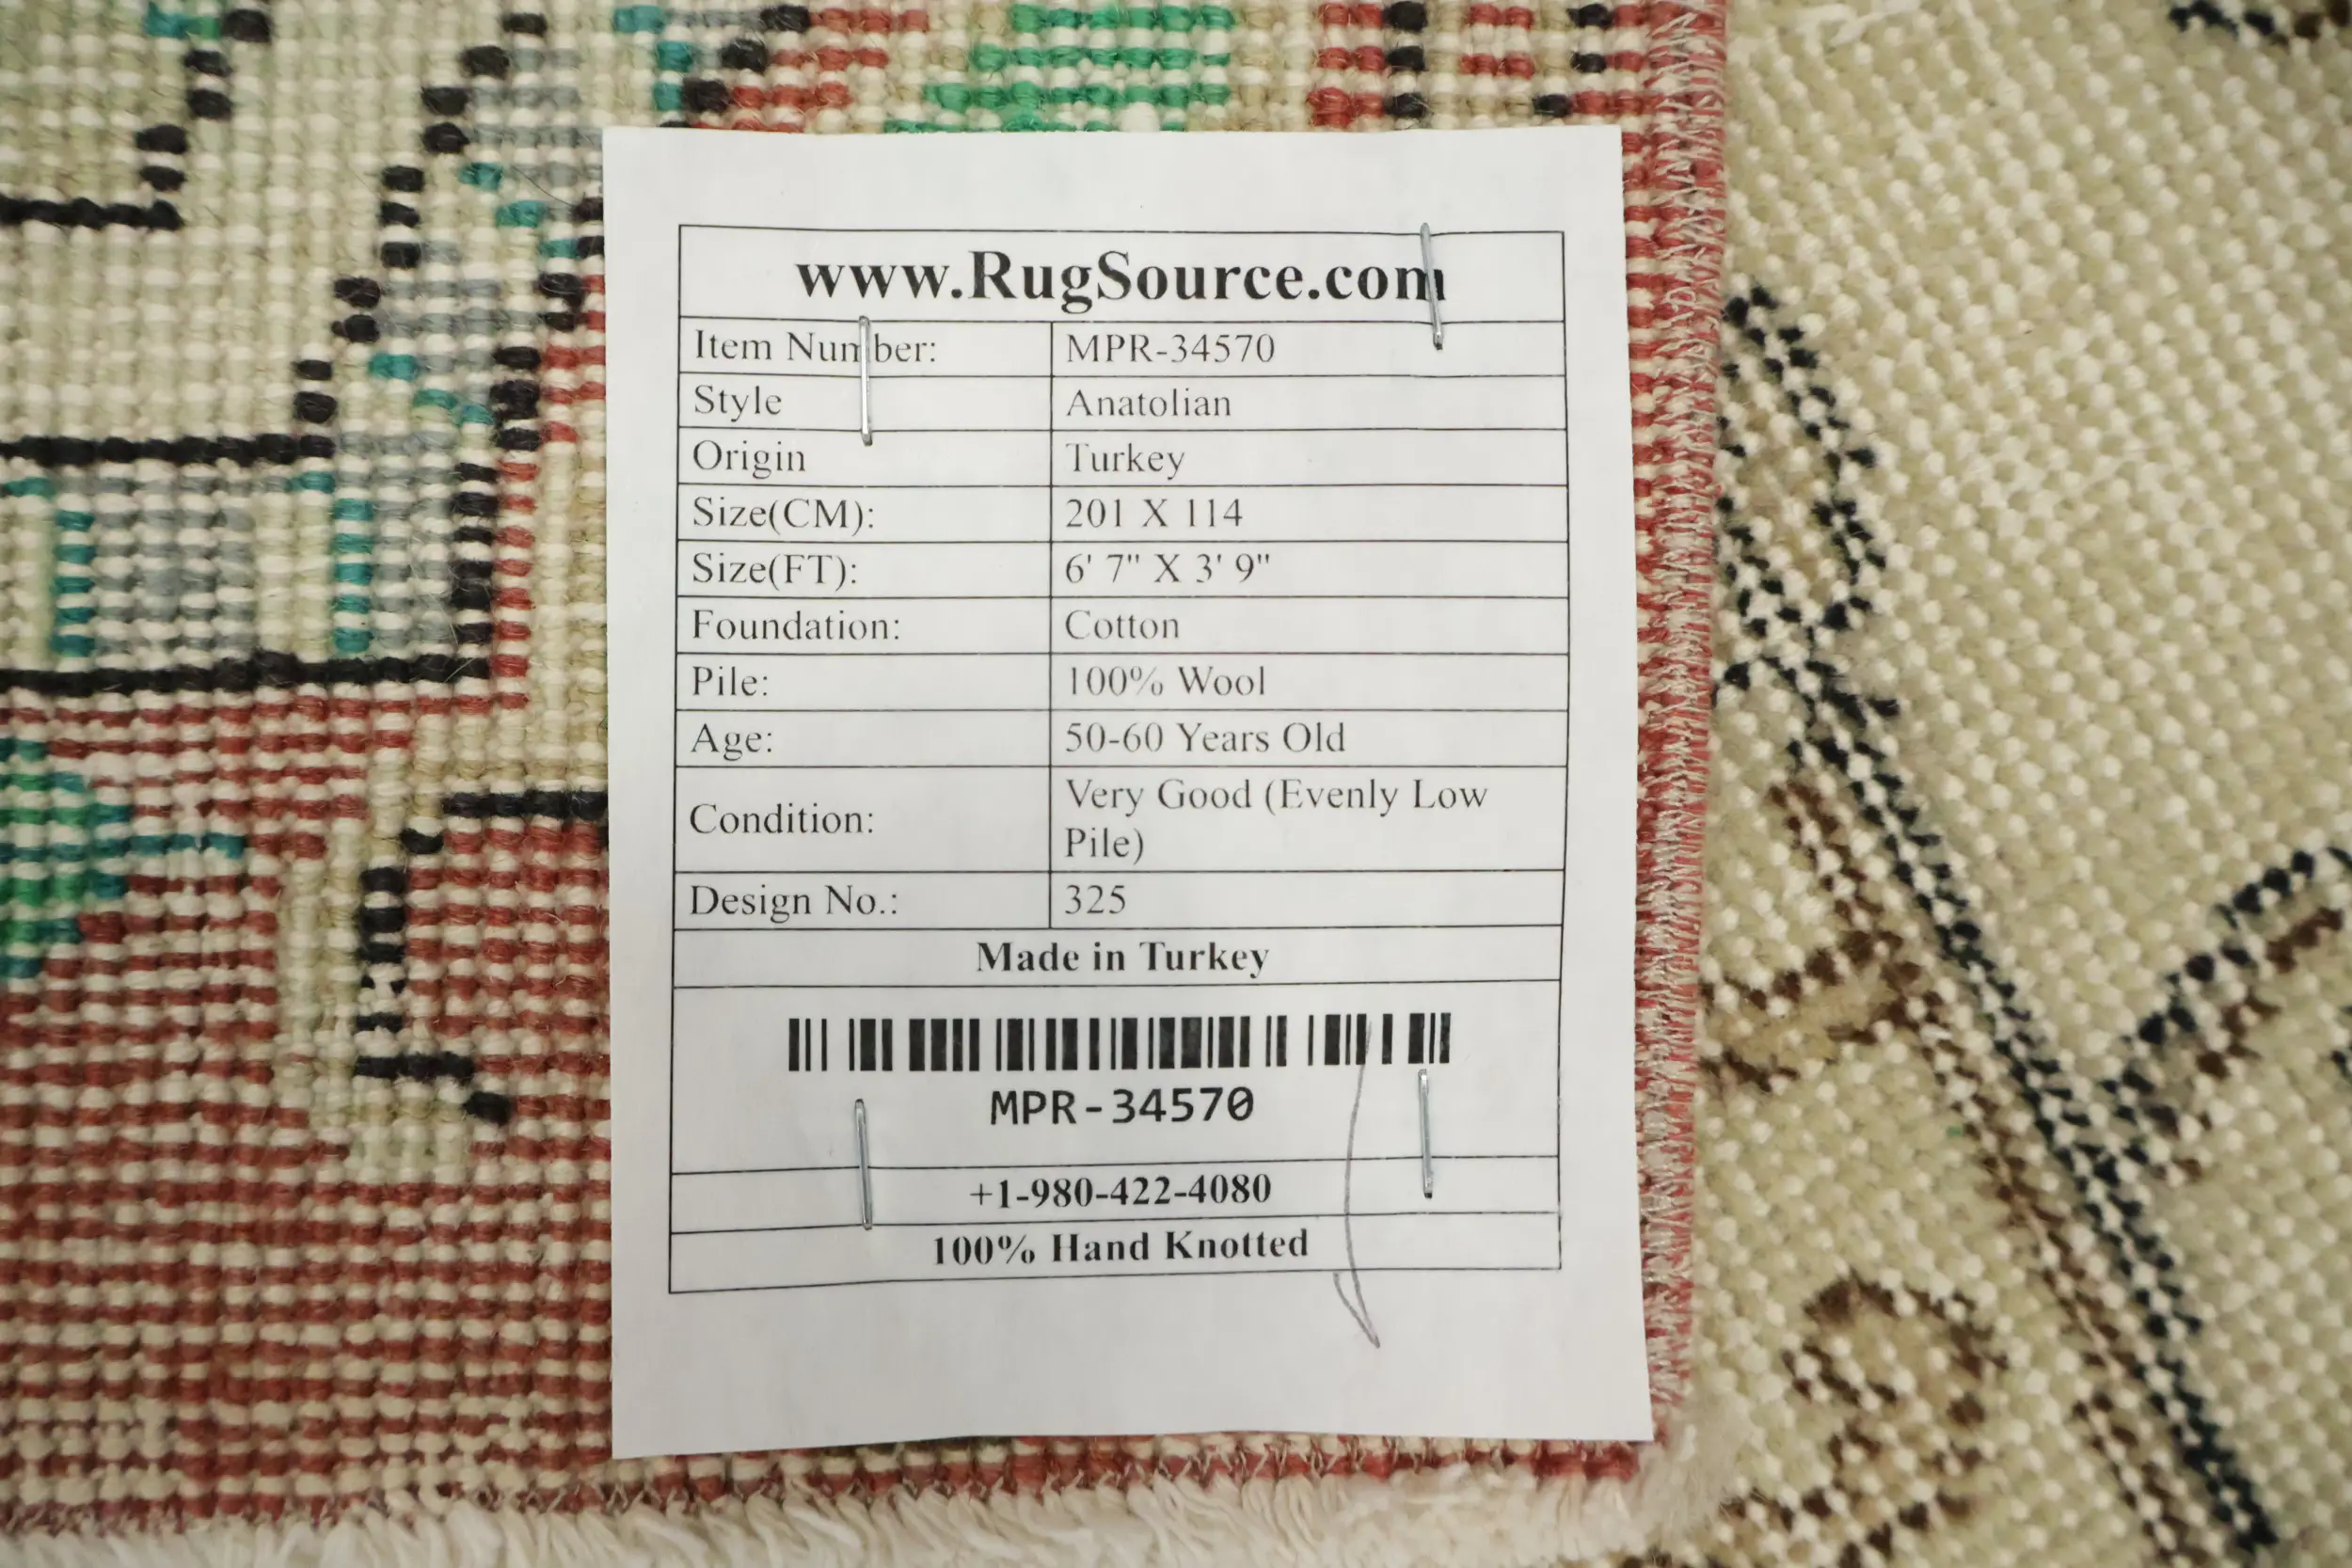 www.RugSource.com
Item Number: MPR-34570
Style Anatolian
Origin Turkey
Size(CM): 201 X 114
Size(FT): 6' 7" X 3' 9"
Foundation: Cotton
Pile: 100% Wool
Age: 50-60 Years Old
Condition: Very Good (Evenly Low
Pile)
Design No.: 325
Made in Turkey
MPR-34570
+1-980-422-4080
100% Hand Knotted